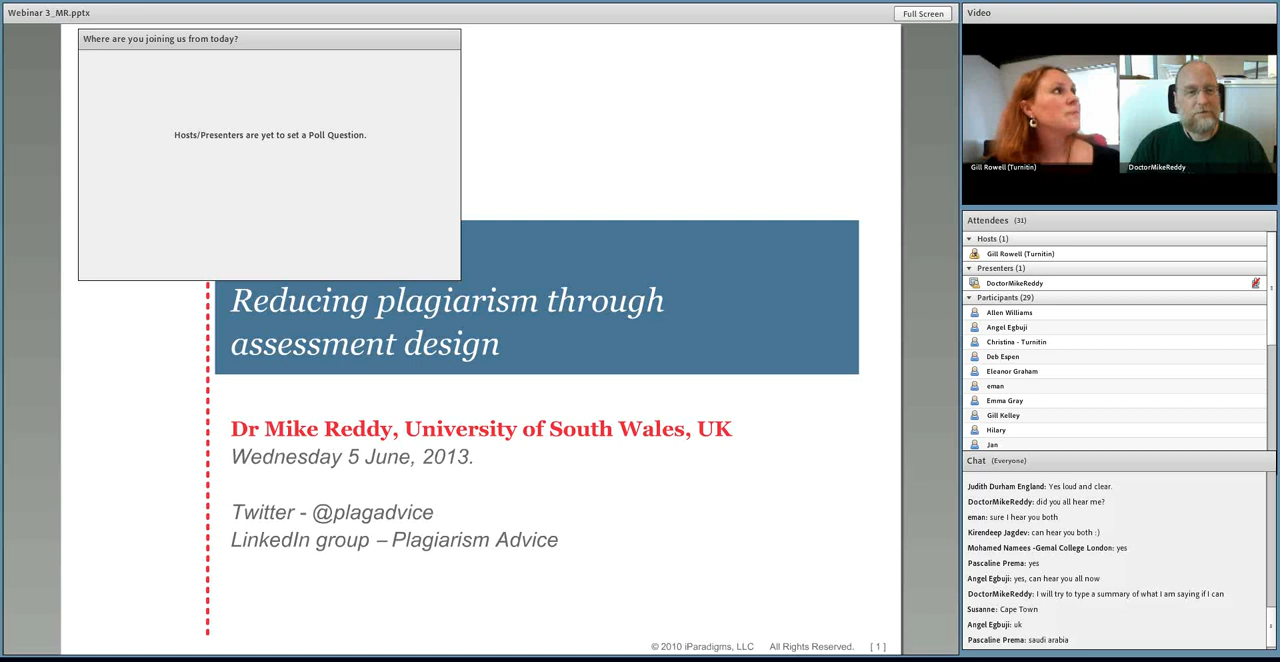 Webinar 3_MR.pptx
Full Screen
Where are you joining us from today?
Hosts/Presenters are yet to set a Poll Question.
Reducing plagiarism through
assessment design
Dr Mike Reddy, University of South Wales, UK
Wednesday 5 June, 2013.
Twitter - @plagadvice
LinkedIn group – Plagiarism Advice
© 2010 iParadigms, LLC All Rights Reserved. [ 1 ]
Video
Gill Rowell (Turnitin)
DoctorMikeReddy
Attendees (31)
Hosts (1)
Gill Rowell (Turnitin)
Presenters (1)
DoctorMikeReddy
Participants (29)
Allen Williams
Angel Egbuji
Christina - Turnitin
Deb Espen
Eleanor Graham
eman
Emma Gray
Gill Kelley
Hilary
Jan
Chat (Everyone)
Judith Durham England: Yes loud and clear.
DoctorMikeReddy: did you all hear me?
eman: sure I hear you both
Kirendeep Jagdev: can hear you both :)
Mohamed Namees -Gemal College London: yes
Pascaline Prema: yes
Angel Egbuji: yes, can hear you all now
DoctorMikeReddy: I will try to type a summary of what I am saying if I can
Susanne: Cape Town
Angel Egbuji: uk
Pascaline Prema: saudi arabia